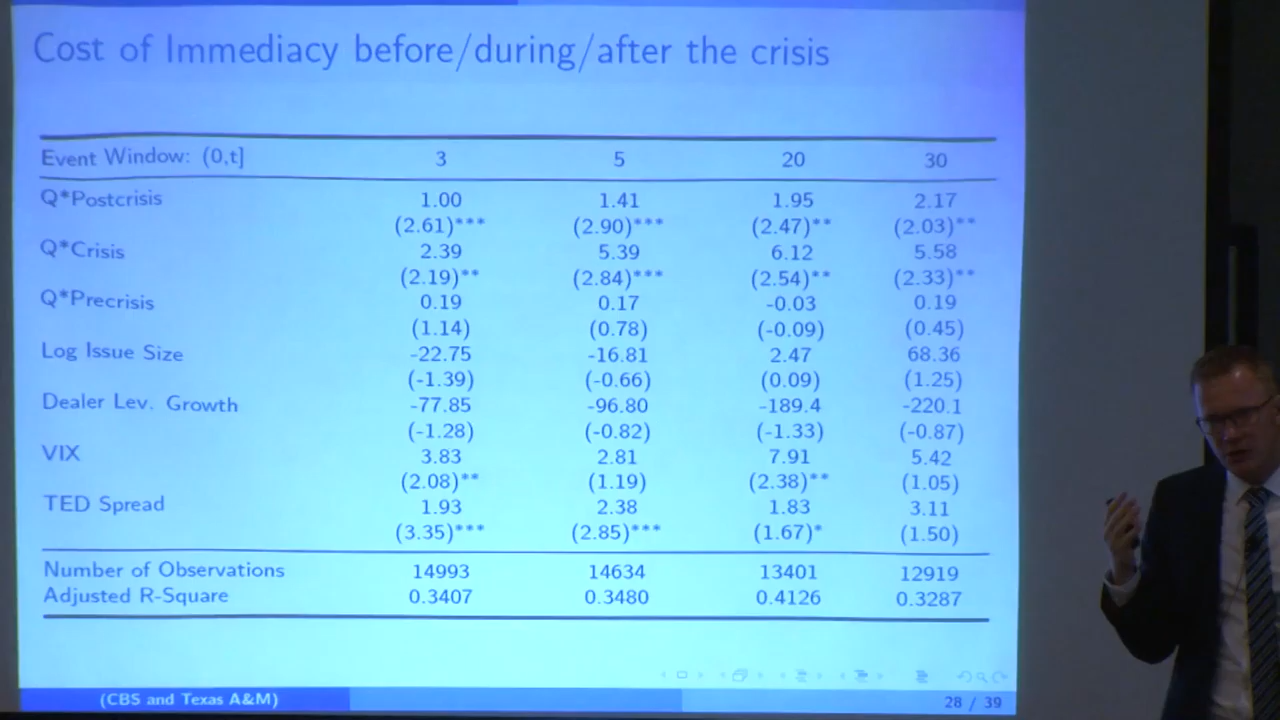 Cost of Immediacy before/during/after the crisis
Event Window: (0,t] 3 5 20 30
Q*Postcrisis 1.00 1.41 1.95 2.17
(2.61)*** (2.90)*** (2.47)** (2.03)**
Q*Crisis 2.39 5.39 6.12 5.58
(2.19)** (2.84)*** (2.54)** (2.33)**
Q*Precrisis 0.19 0.17 -0.03 0.19
(1.14) (0.78) (-0.09) (0.45)
Log Issue Size -22.75 -16.81 2.47 68.36
(-1.39) (-0.66) (0.09) (1.25)
Dealer Lev. Growth -77.85 -96.80 -189.4 -220.1
(-1.28) (-0.82) (-1.33) (-0.87)
VIX 3.83 2.81 7.91 5.42
(2.08)** (1.19) (2.38)** (1.05)
TED Spread 1.93 2.38 1.83 3.11
(3.35)*** (2.85)*** (1.67)* (1.50)
Number of Observations 14993 14634 13401 12919
Adjusted R-Square 0.3407 0.3480 0.4126 0.3287
(CBS and Texas A&M) 28 / 39